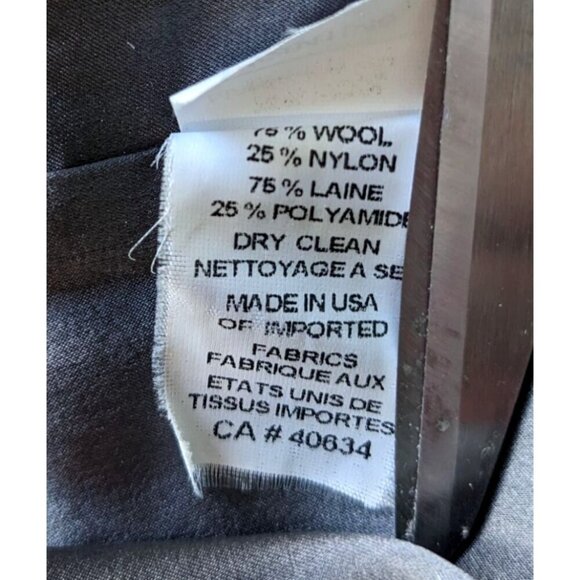 75 % WOOL
25 % NYLON
75 % LAINE
25 % POLYAMIDE
DRY CLEAN
NETTOYAGE A SE
MADE IN USA
OF IMPORTED
FABRICS
FABRIQUE AUX
ETATS UNIS DE
TISSUS IMPORTES
CA # 40634